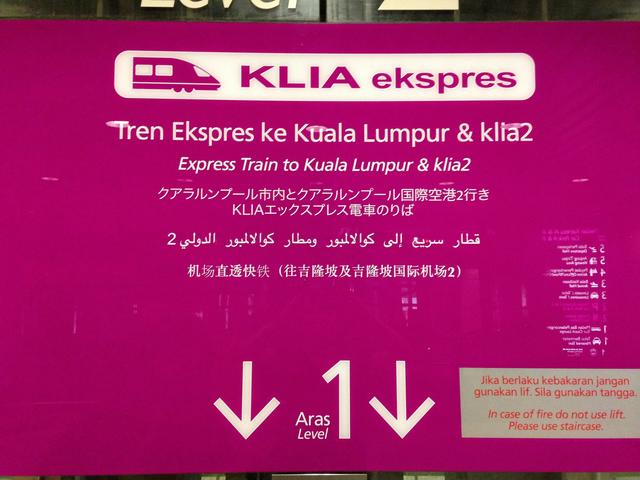 Level 2
KLIA ekspres
Tren Ekspres ke Kuala Lumpur & klia2
Express Train to Kuala Lumpur & klia2
クアラルンプール市内とクアラルンプール国際空港2行き
KLIAエックスプレス電車のりば
قطار سريع إلى كوالالمبور ومطار كوالالمبور الدولي 2
机场直透快铁（往吉隆坡及吉隆坡国际机场2）
Aras
Level
1
Jika berlaku kebakaran jangan
gunakan lif. Sila gunakan tangga.
In case of fire do not use lift.
Please use staircase.